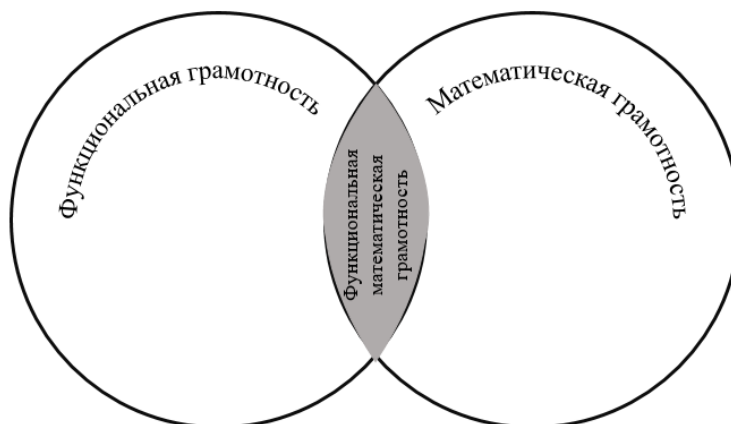 Функциональная грамотность
Математическая грамотность
Функциональная
математическая
грамотность